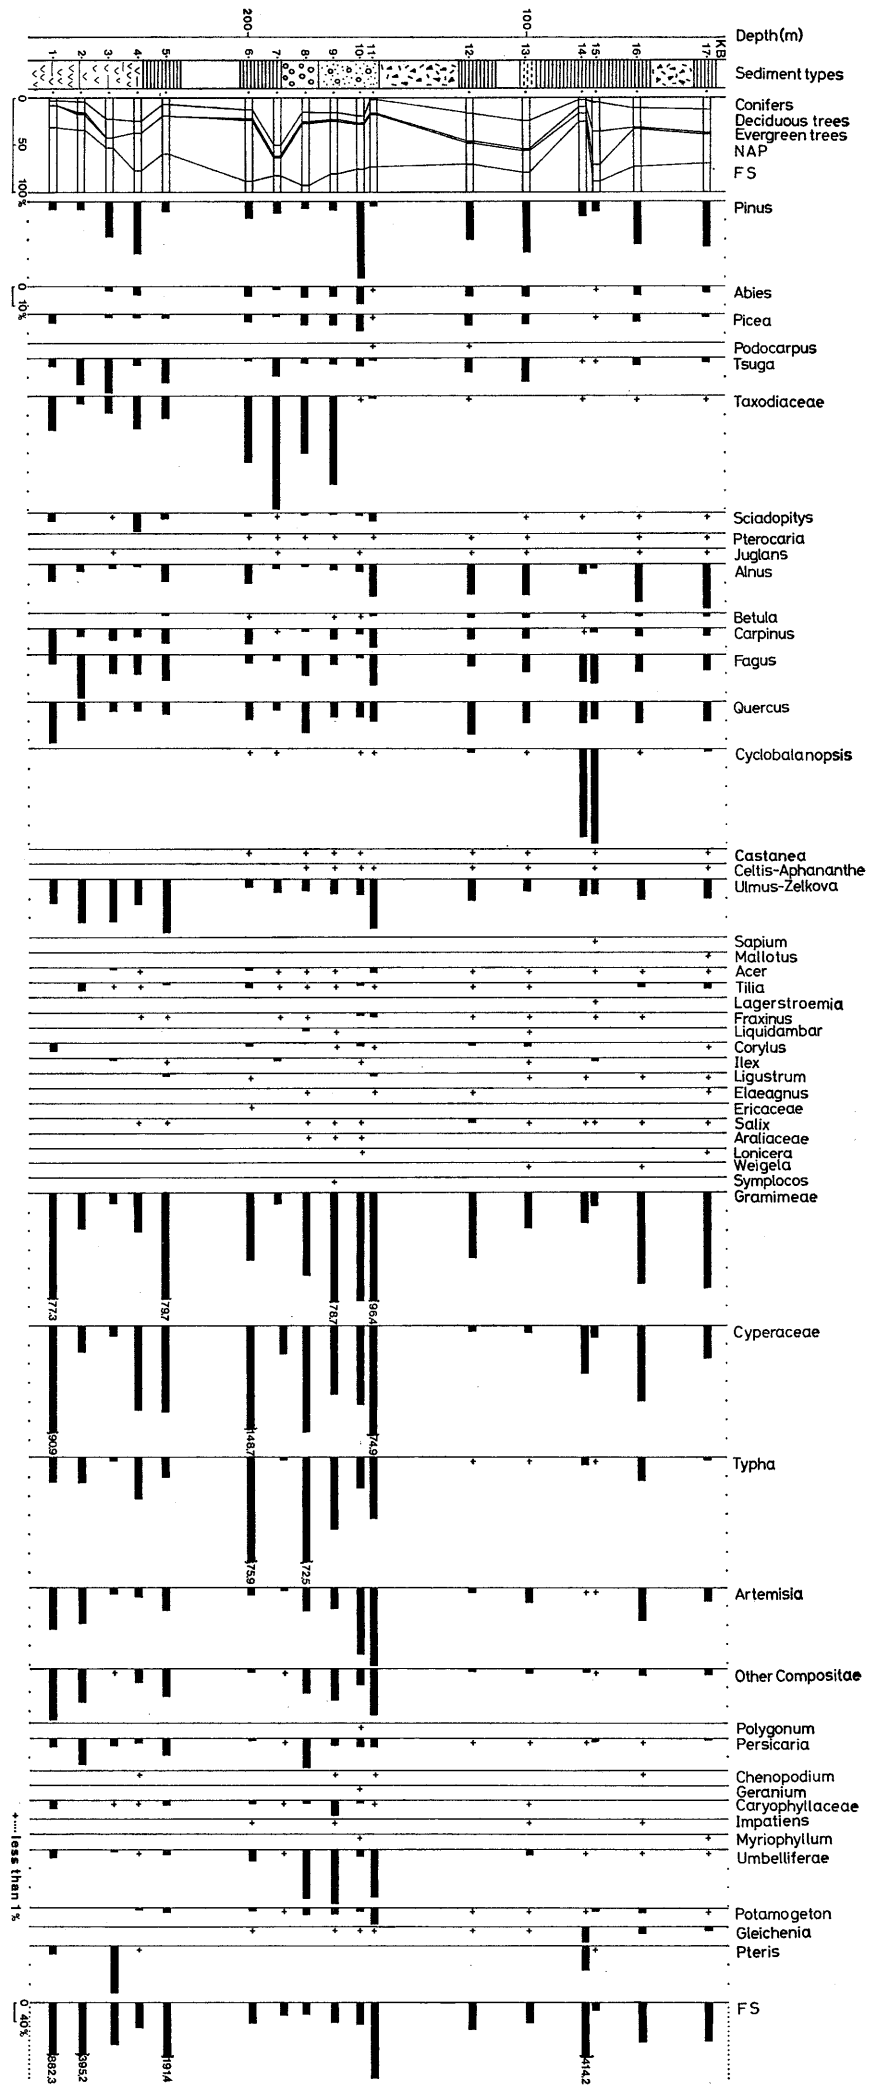 200
100
Depth(m)
1 2 3 4 5 6 7 8 9 10 11 12 13 14 15 16 17 KB
Sediment types
0
50
100%
Conifers
Deciduous trees
Evergreen trees
NAP
FS
Pinus
0 10%
Abies
Picea
Podocarpus
Tsuga
Taxodiaceae
Sciadopitys
Pterocaria
Juglans
Alnus
Betula
Carpinus
Fagus
Quercus
Cyclobalanopsis
Castanea
Celtis-Aphananthe
Ulmus-Zelkova
Sapium
Mallotus
Acer
Tilia
Lagerstroemia
Fraxinus
Liquidambar
Corylus
Ilex
Ligustrum
Elaeagnus
Ericaceae
Salix
Araliaceae
Lonicera
Weigela
Symplocos
Gramimeae
77.3 79.7 78.7 96.4
Cyperaceae
90.9 148.7 74.9
Typha
75.9 72.5
Artemisia
Other Compositae
Polygonum
Persicaria
Chenopodium
Geranium
Caryophyllaceae
Impatiens
Myriophyllum
Umbelliferae
Potamogeton
Gleichenia
Pteris
+ ---- less than 1%
FS
0 40%
882.3 395.2 191.4 414.2